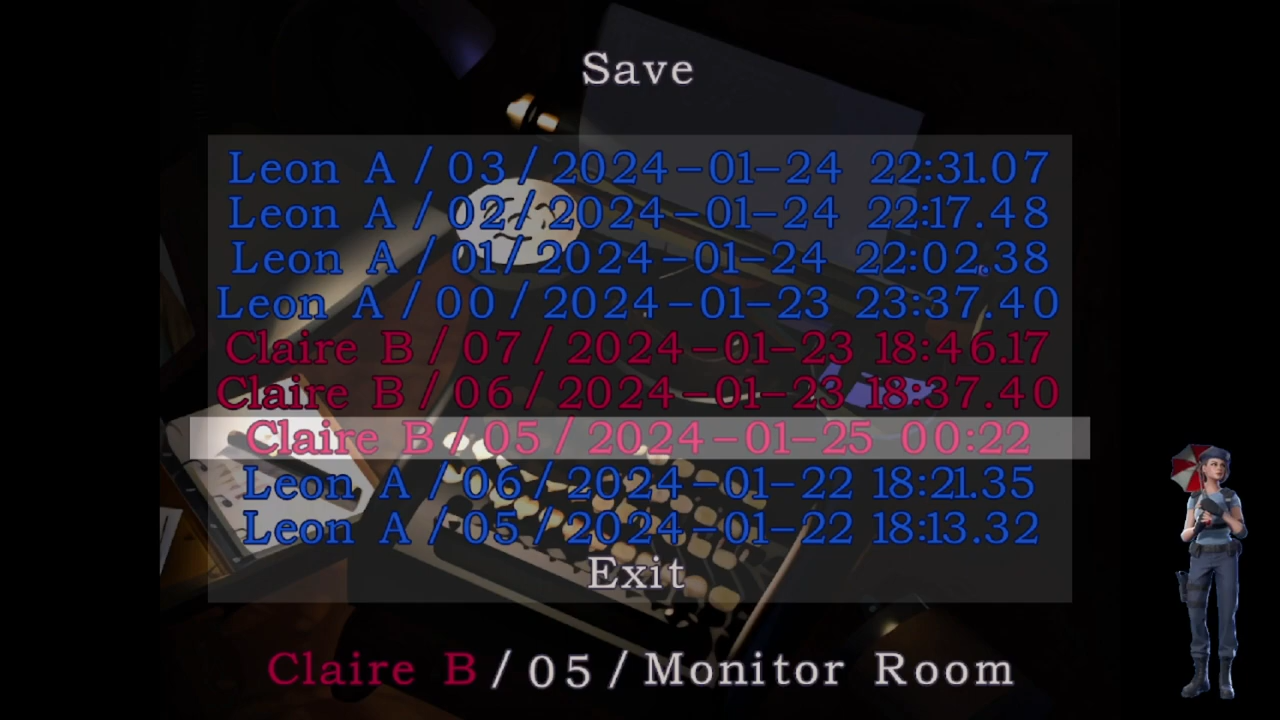 Save
Leon A / 03 / 2024-01-24 22:31.07
Leon A / 02 / 2024-01-24 22:17.48
Leon A / 01 / 2024-01-24 22:02.38
Leon A / 00 / 2024-01-23 23:37.40
Claire B / 07 / 2024-01-23 18:46.17
Claire B / 06 / 2024-01-23 18:37.40
Claire B / 05 / 2024-01-25 00:22
Leon A / 06 / 2024-01-22 18:21.35
Leon A / 05 / 2024-01-22 18:13.32
Exit
Claire B / 05 / Monitor Room